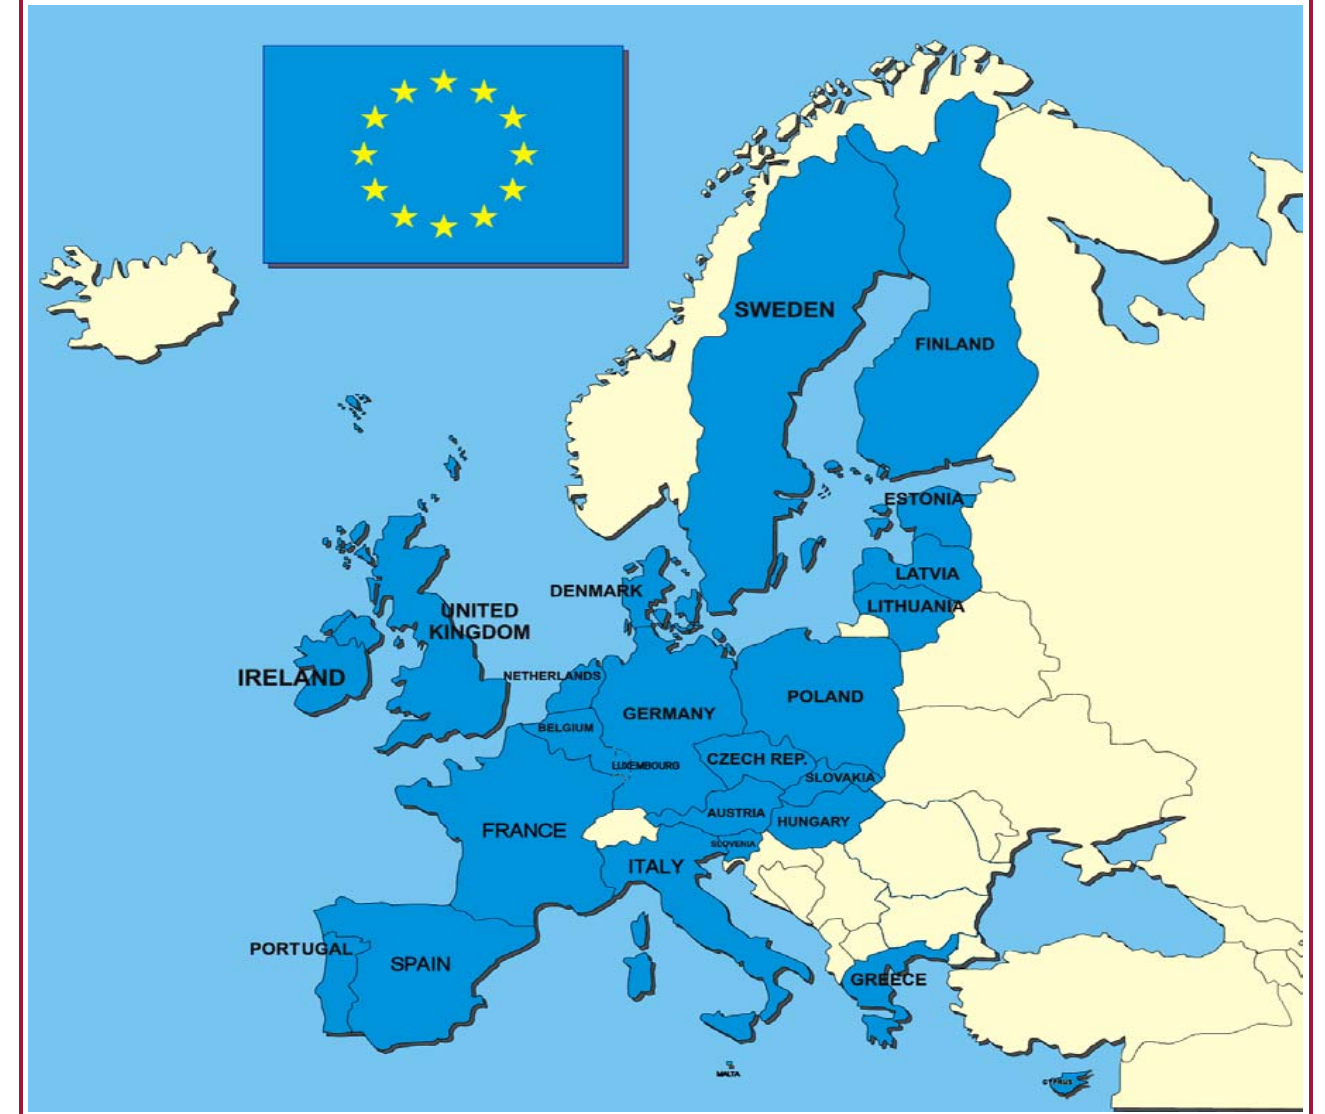 SWEDEN
FINLAND
ESTONIA
LATVIA
LITHUANIA
DENMARK
UNITED
KINGDOM
IRELAND
NETHERLANDS
POLAND
GERMANY
BELGIUM
CZECH REP.
LUXEMBOURG
SLOVAKIA
AUSTRIA
HUNGARY
FRANCE
SLOVENIA
ITALY
PORTUGAL
SPAIN
GREECE
MALTA
CYPRUS